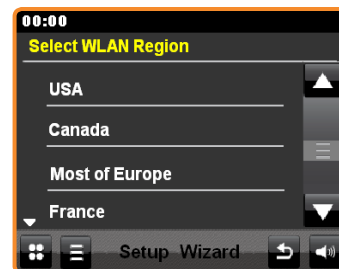 00:00
Select WLAN Region
USA
Canada
Most of Europe
France
Setup Wizard